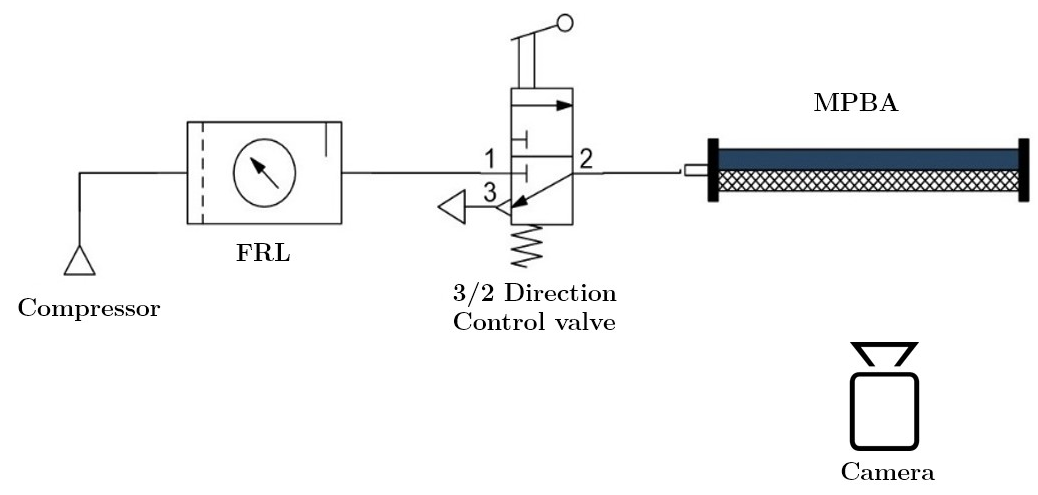 MPBA
1
2
3
FRL
3/2 Direction
Control valve
Compressor
Camera